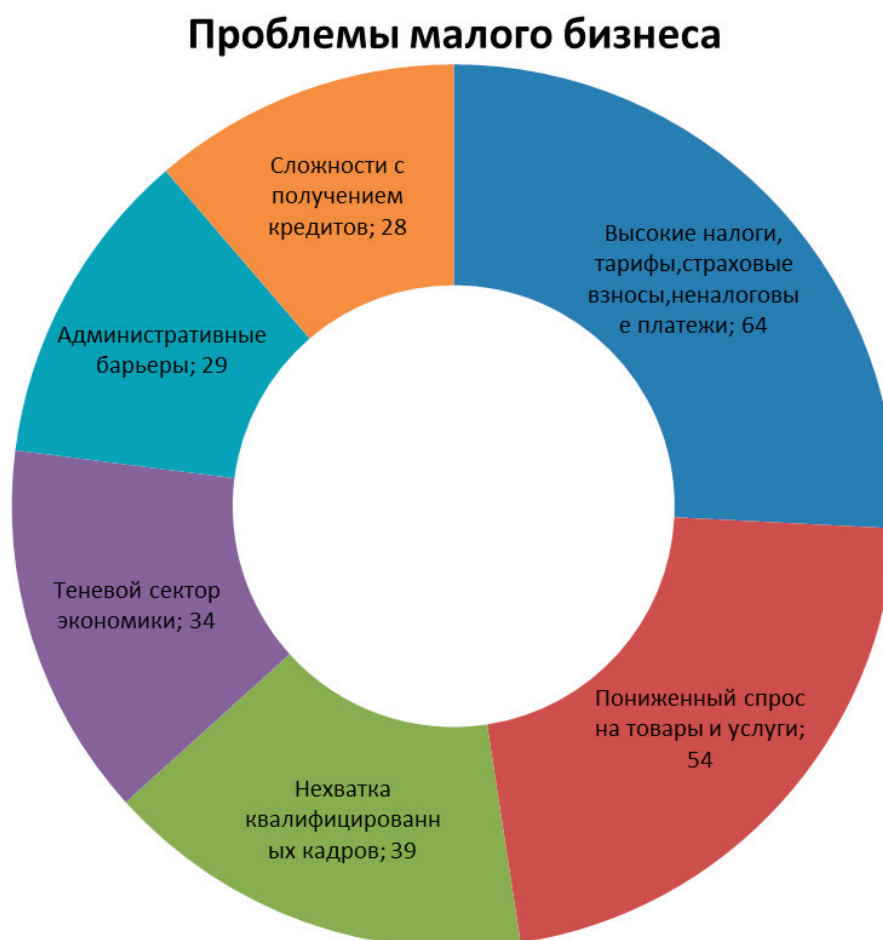 Проблемы малого бизнеса
Сложности с
получением
кредитов; 28
Высокие налоги,
тарифы,страховые
взносы,неналоговы
е платежи; 64
Административные
барьеры; 29
Теневой сектор
экономики; 34
Пониженный спрос
на товары и услуги;
54
Нехватка
квалифицированн
ых кадров; 39